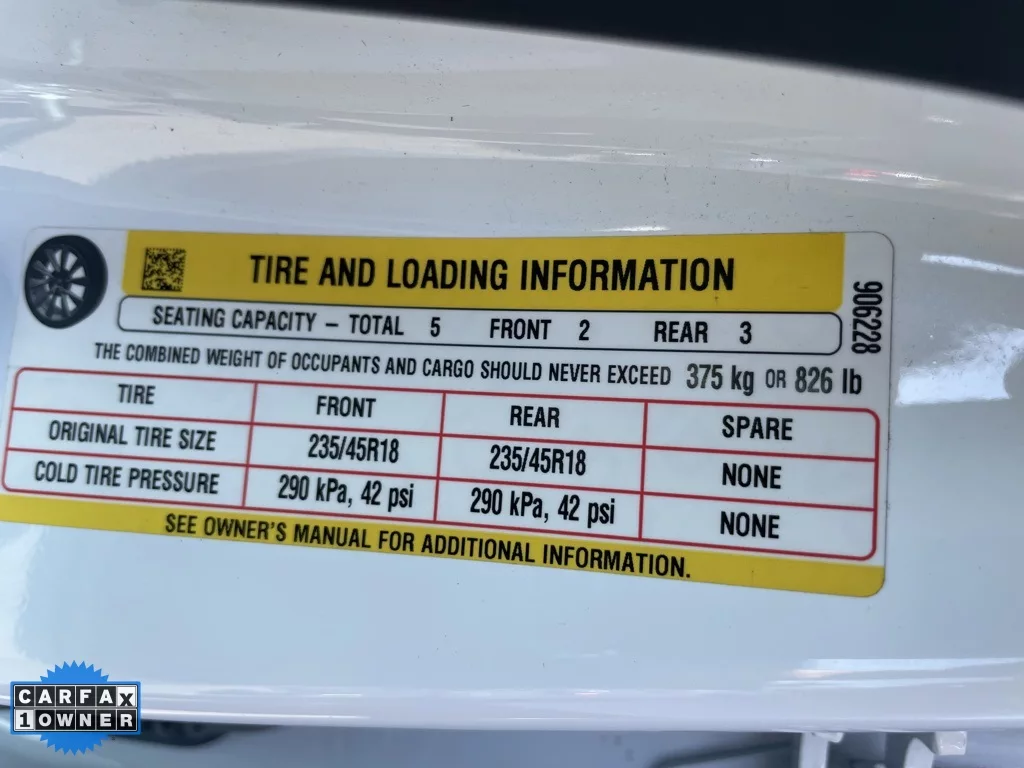 TIRE AND LOADING INFORMATION
SEATING CAPACITY – TOTAL 5 FRONT 2 REAR 3
906228
THE COMBINED WEIGHT OF OCCUPANTS AND CARGO SHOULD NEVER EXCEED 375 kg OR 826 lb
TIRE FRONT REAR SPARE
ORIGINAL TIRE SIZE 235/45R18 235/45R18 NONE
COLD TIRE PRESSURE 290 kPa, 42 psi 290 kPa, 42 psi NONE
SEE OWNER'S MANUAL FOR ADDITIONAL INFORMATION.
CARFAX
1 OWNER